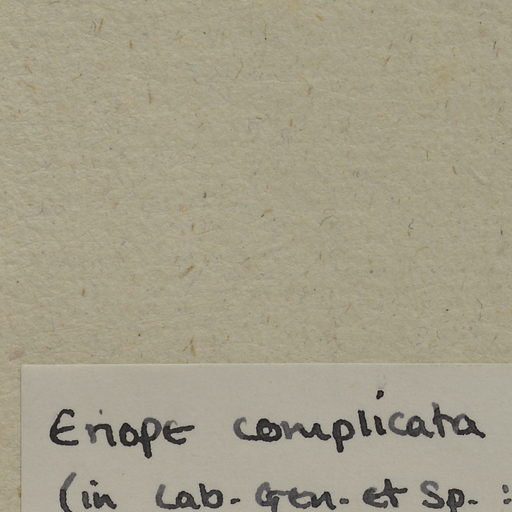 Eriope complicata
(in Lab. Gen. et Sp. :